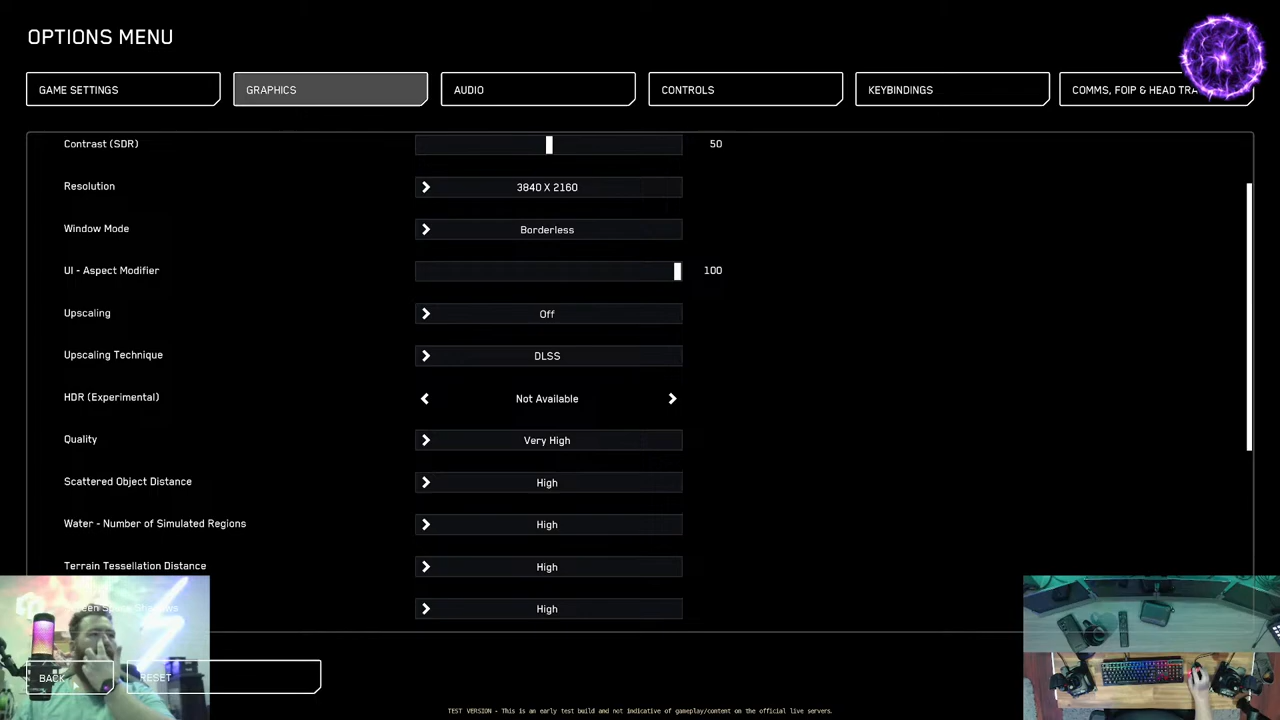 OPTIONS MENU
GAME SETTINGS
GRAPHICS
AUDIO
CONTROLS
KEYBINDINGS
COMMS, FOIP & HEAD TRA
Contrast (SDR)
50
Resolution
3840 X 2160
Window Mode
Borderless
UI - Aspect Modifier
100
Upscaling
Off
Upscaling Technique
DLSS
HDR (Experimental)
Not Available
Quality
Very High
Scattered Object Distance
High
Water - Number of Simulated Regions
High
Terrain Tessellation Distance
High
Shadows
High
BACK
RESET
TEST VERSION - This is an early test build and not indicative of gameplay/content on the official live servers.